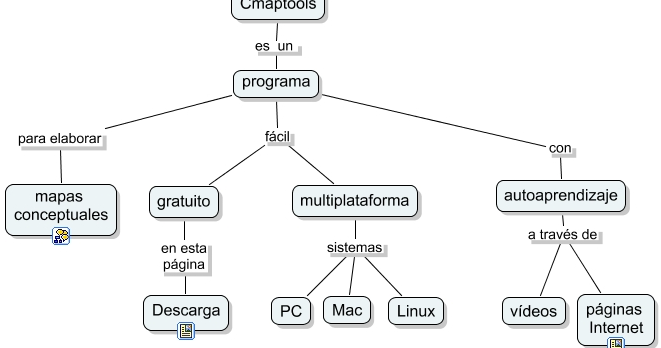 Cmaptools
es un
programa
para elaborar
fácil
con
mapas
conceptuales
gratuito
multiplataforma
autoaprendizaje
en esta
página
sistemas
a través de
Descarga
PC
Mac
Linux
vídeos
páginas
Internet